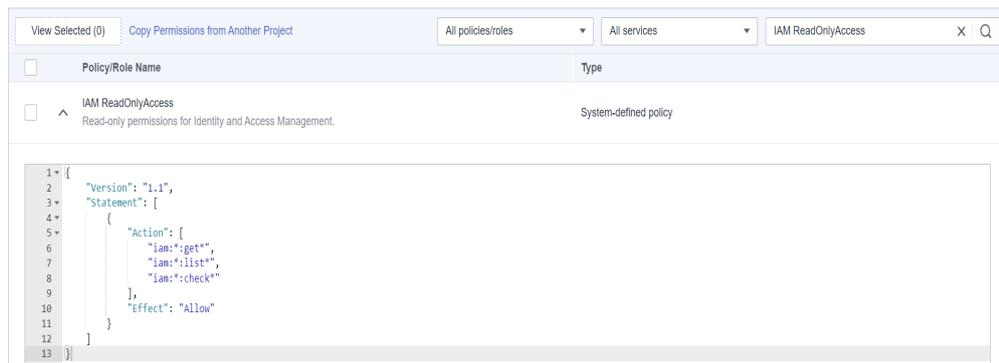 View Selected (0) Copy Permissions from Another Project All policies/roles All services IAM ReadOnlyAccess X
Policy/Role Name Type
IAM ReadOnlyAccess
Read-only permissions for Identity and Access Management.
System-defined policy
1 {
2 "Version": "1.1",
3 "Statement": [
4 {
5 "Action": [
6 "iam:*:get*",
7 "iam:*:list*",
8 "iam:*:check*"
9 ],
10 "Effect": "Allow"
11 }
12 ]
13 }